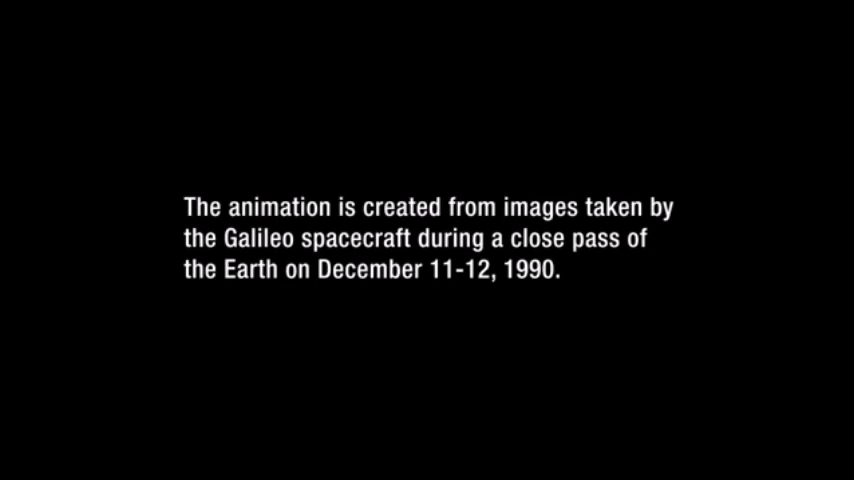 The animation is created from images taken by
the Galileo spacecraft during a close pass of
the Earth on December 11-12, 1990.